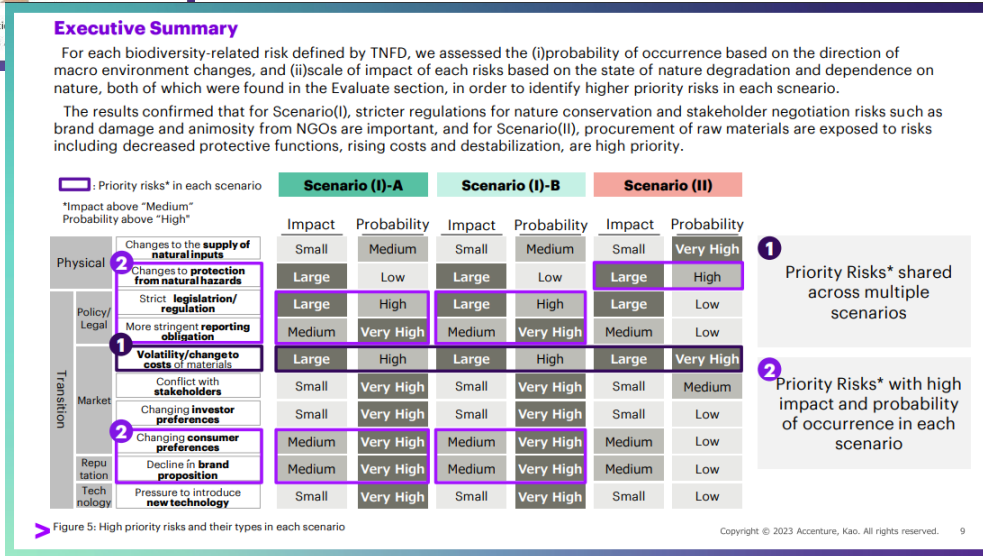 Executive Summary
For each biodiversity-related risk defined by TNFD, we assessed the (i)probability of occurrence based on the direction of
macro environment changes, and (ii)scale of impact of each risks based on the state of nature degradation and dependence on
nature, both of which were found in the Evaluate section, in order to identify higher priority risks in each scneario.
The results confirmed that for Scenario(I), stricter regulations for nature conservation and stakeholder negotiation risks such as
brand damage and animosity from NGOs are important, and for Scenario(II), procurement of raw materials are exposed to risks
including decreased protective functions, rising costs and destabilization, are high priority.
: Priority risks* in each scenario
*Impact above “Medium”
Probability above “High"
Scenario (I)-A Scenario (I)-B Scenario (II)
Impact Probability Impact Probability Impact Probability
Physical
Changes to the supply of
natural inputs
Small Medium Small Medium Small Very High
2
Changes to protection
from natural hazards
Large Low Large Low Large High
Transition
Policy/
Legal
Strict legislatrion/
regulation
Large High Large High Large Low
More stringent reporting
obligation
Medium Very High Medium Very High Medium Low
1
Market
Volatility/change to
costs of materials
Large High Large High Large Very High
Conflict with
stakeholders
Small Very High Small Very High Small Medium
Changing investor
preferences
Small Very High Small Very High Small Low
2
Changing consumer
preferences
Medium Very High Medium Very High Medium Low
Repu
tation
Decline in brand
proposition
Medium Very High Medium Very High Medium Low
Tech
nology
Pressure to introduce
new technology
Small Very High Small Very High Small Low
1
Priority Risks* shared
across multiple
scenarios
2
Priority Risks* with high
impact and probability
of occurrence in each
scenario
> Figure 5: High priority risks and their types in each scenario
Copyright © 2023 Accenture, Kao. All rights reserved. 9